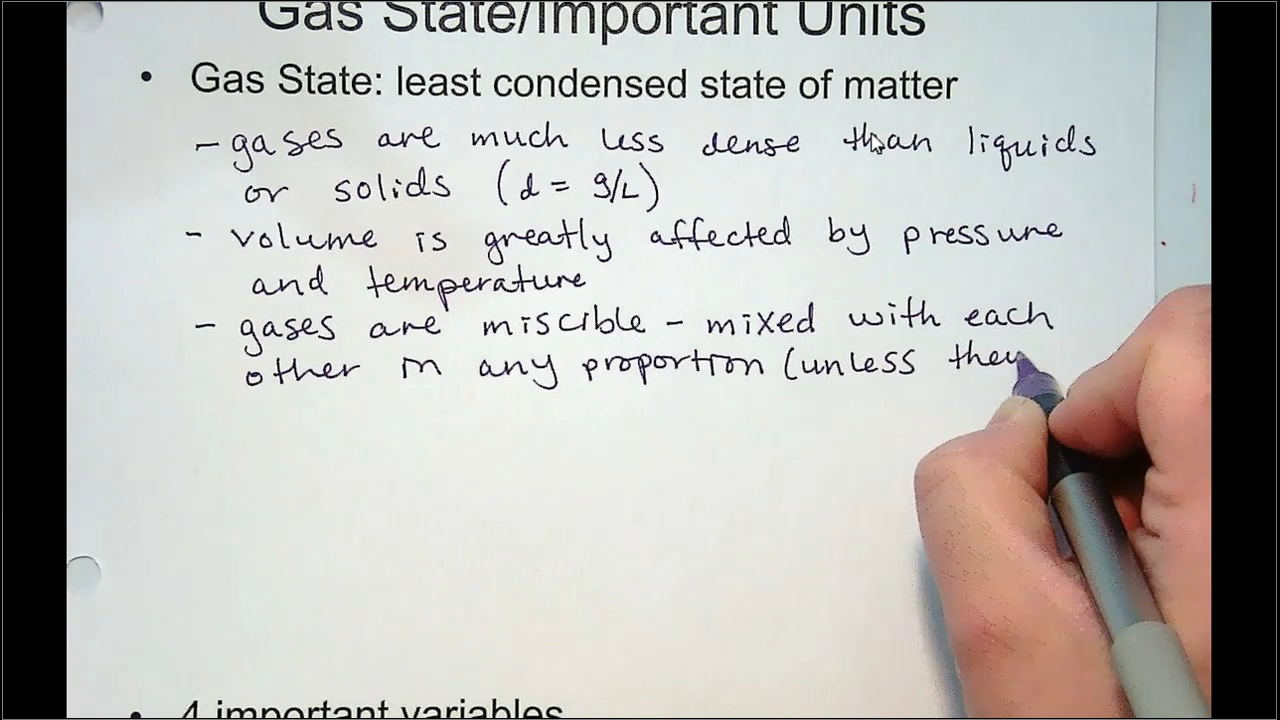 Gas State/Important Units
• Gas State: least condensed state of matter
- gases are much less dense than liquids
or solids (d = g/L)
- volume is greatly affected by pressure
and temperature
- gases are miscible - mixed with each
other in any proportion (unless they
• 4 important variables